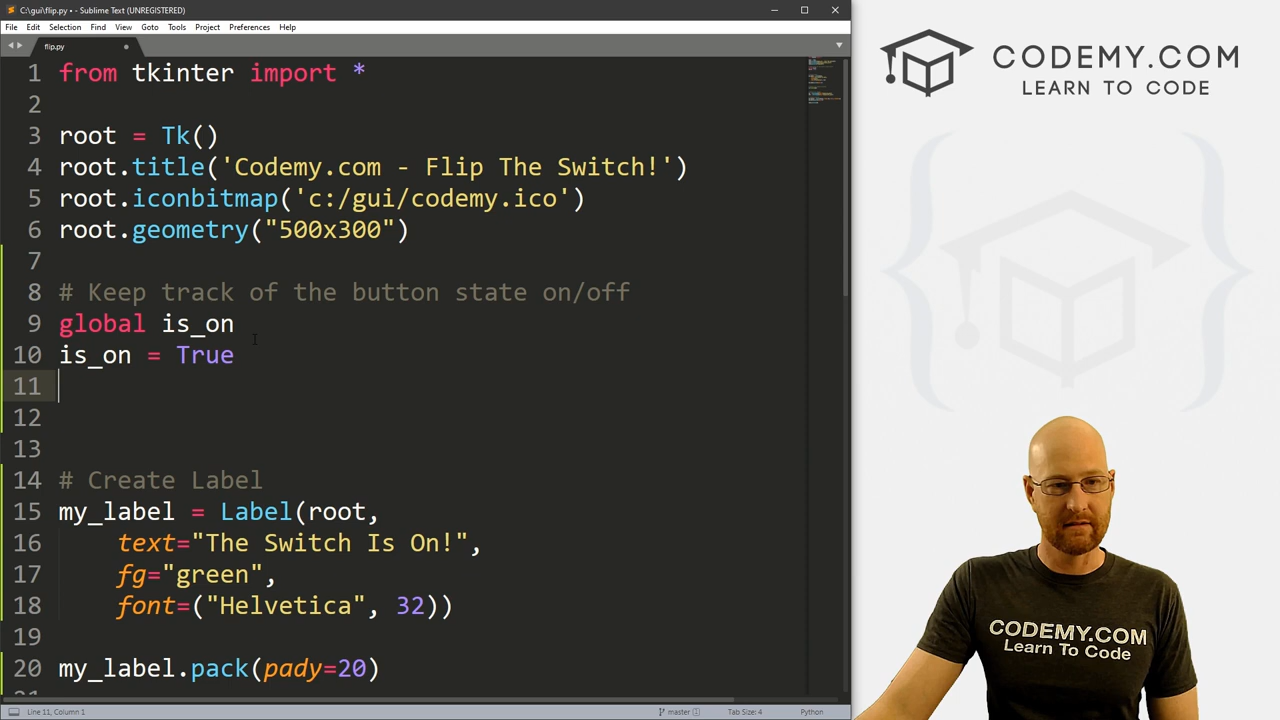 C:\gui\flip.py • - Sublime Text (UNREGISTERED)
File Edit Selection Find View Goto Tools Project Preferences Help
flip.py
1 from tkinter import *
2
3 root = Tk()
4 root.title('Codemy.com - Flip The Switch!')
5 root.iconbitmap('c:/gui/codemy.ico')
6 root.geometry("500x300")
7
8 # Keep track of the button state on/off
9 global is_on
10 is_on = True
11
12
13
14 # Create Label
15 my_label = Label(root,
16 text="The Switch Is On!",
17 fg="green",
18 font=("Helvetica", 32))
19
20 my_label.pack(pady=20)
21
Line 11, Column 1 master 1 Tab Size: 4 Python
CODEMY.COM
LEARN TO CODE
CODEMY.COM
Learn To Code